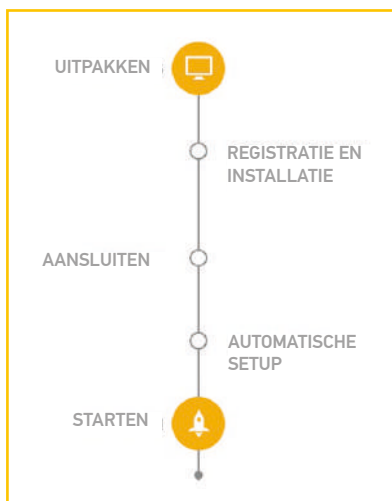 UITPAKKEN
REGISTRATIE EN
INSTALLATIE
AANSLUITEN
AUTOMATISCHE
SETUP
STARTEN